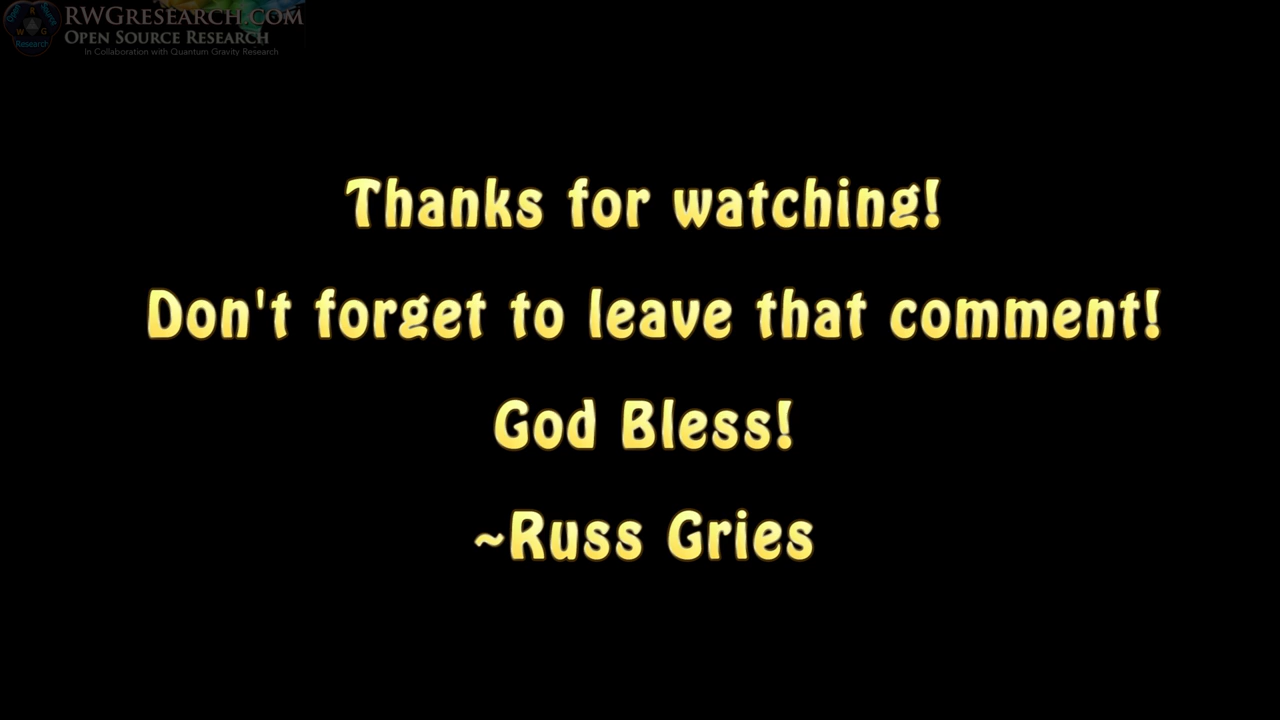 RWGRESEARCH.COM
OPEN SOURCE RESEARCH
In Collaboration with Quantum Gravity Research
R
W G
Research
Thanks for watching!
Don't forget to leave that comment!
God Bless!
~Russ Gries